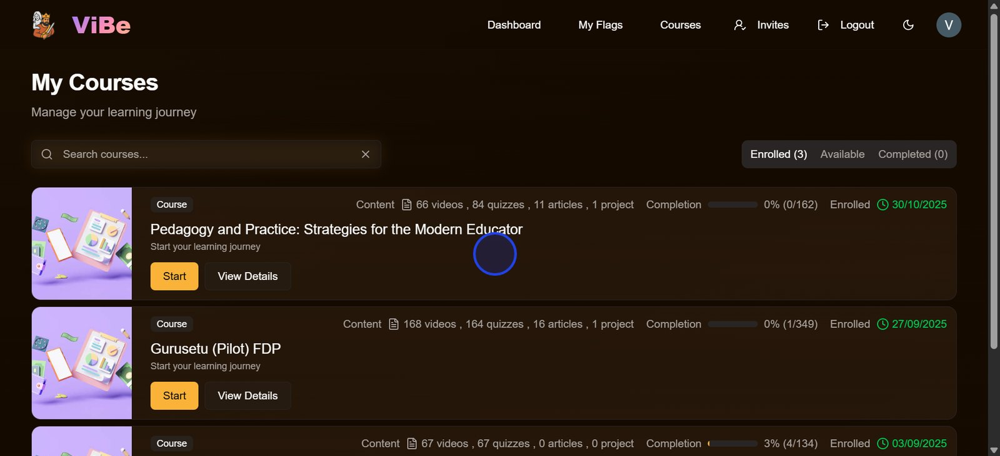 ViBe
Dashboard My Flags Courses Invites Logout V
My Courses
Manage your learning journey
Search courses...
Enrolled (3) Available Completed (0)
Course Content 66 videos , 84 quizzes , 11 articles , 1 project Completion 0% (0/162) Enrolled 30/10/2025
Pedagogy and Practice: Strategies for the Modern Educator
Start your learning journey
Start View Details
Course Content 168 videos , 164 quizzes , 16 articles , 1 project Completion 0% (1/349) Enrolled 27/09/2025
Gurusetu (Pilot) FDP
Start your learning journey
Start View Details
Course Content 67 videos , 67 quizzes , 0 articles , 0 project Completion 3% (4/134) Enrolled 03/09/2025